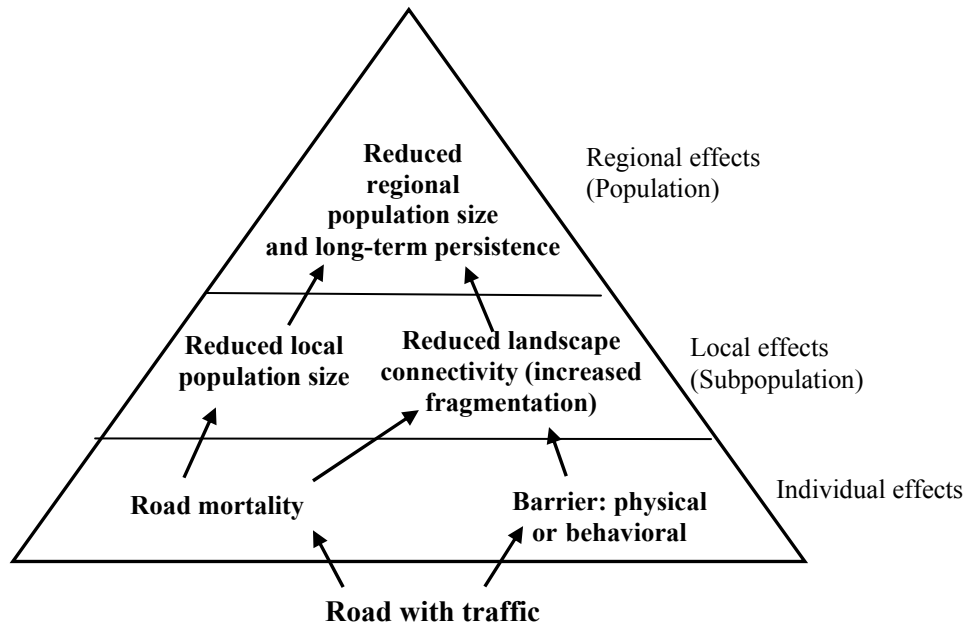 Reduced
regional
population size
and long-term persistence
Regional effects
(Population)
Reduced local
population size
Reduced landscape
connectivity (increased
fragmentation)
Local effects
(Subpopulation)
Road mortality
Barrier: physical
or behavioral
Individual effects
Road with traffic